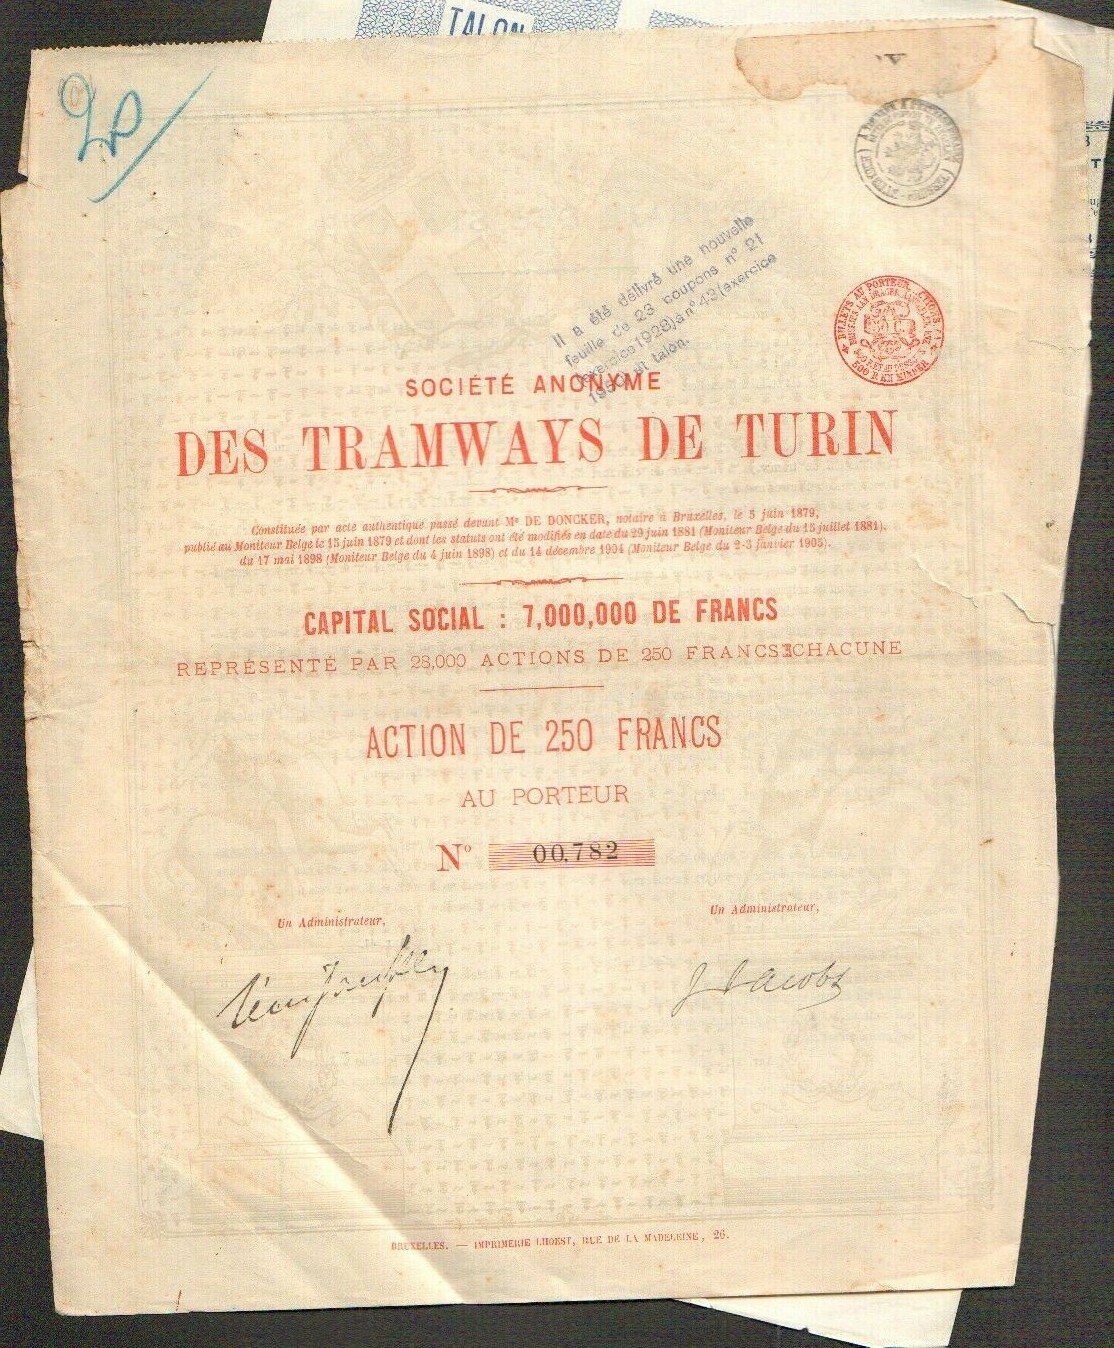 TALON
Il a été délivré une nouvelle
feuille de 23 coupons n° 21
(exercice 1928) à n° 43 (exercice
1950) et talon.
SOCIÉTÉ ANONYME
DES TRAMWAYS DE TURIN
Constituée par acte authentique passé devant Me DE DONCKER, notaire à Bruxelles, le 5 juin 1879,
publié au Moniteur Belge le 15 juin 1879 et dont les statuts ont été modifiés en date du 29 juin 1881 (Moniteur Belge du 15 juillet 1881),
du 17 mai 1898 (Moniteur Belge du 4 juin 1898) et du 14 décembre 1904 (Moniteur Belge du 2-3 janvier 1905).
CAPITAL SOCIAL : 7,000,000 DE FRANCS
REPRÉSENTÉ PAR 28,000 ACTIONS DE 250 FRANCS CHACUNE
ACTION DE 250 FRANCS
AU PORTEUR
N° 00.782
Un Administrateur,
Un Administrateur,
J Jacobs
BRUXELLES. — IMPRIMERIE LHOEST, RUE DE LA MADELEINE, 26.